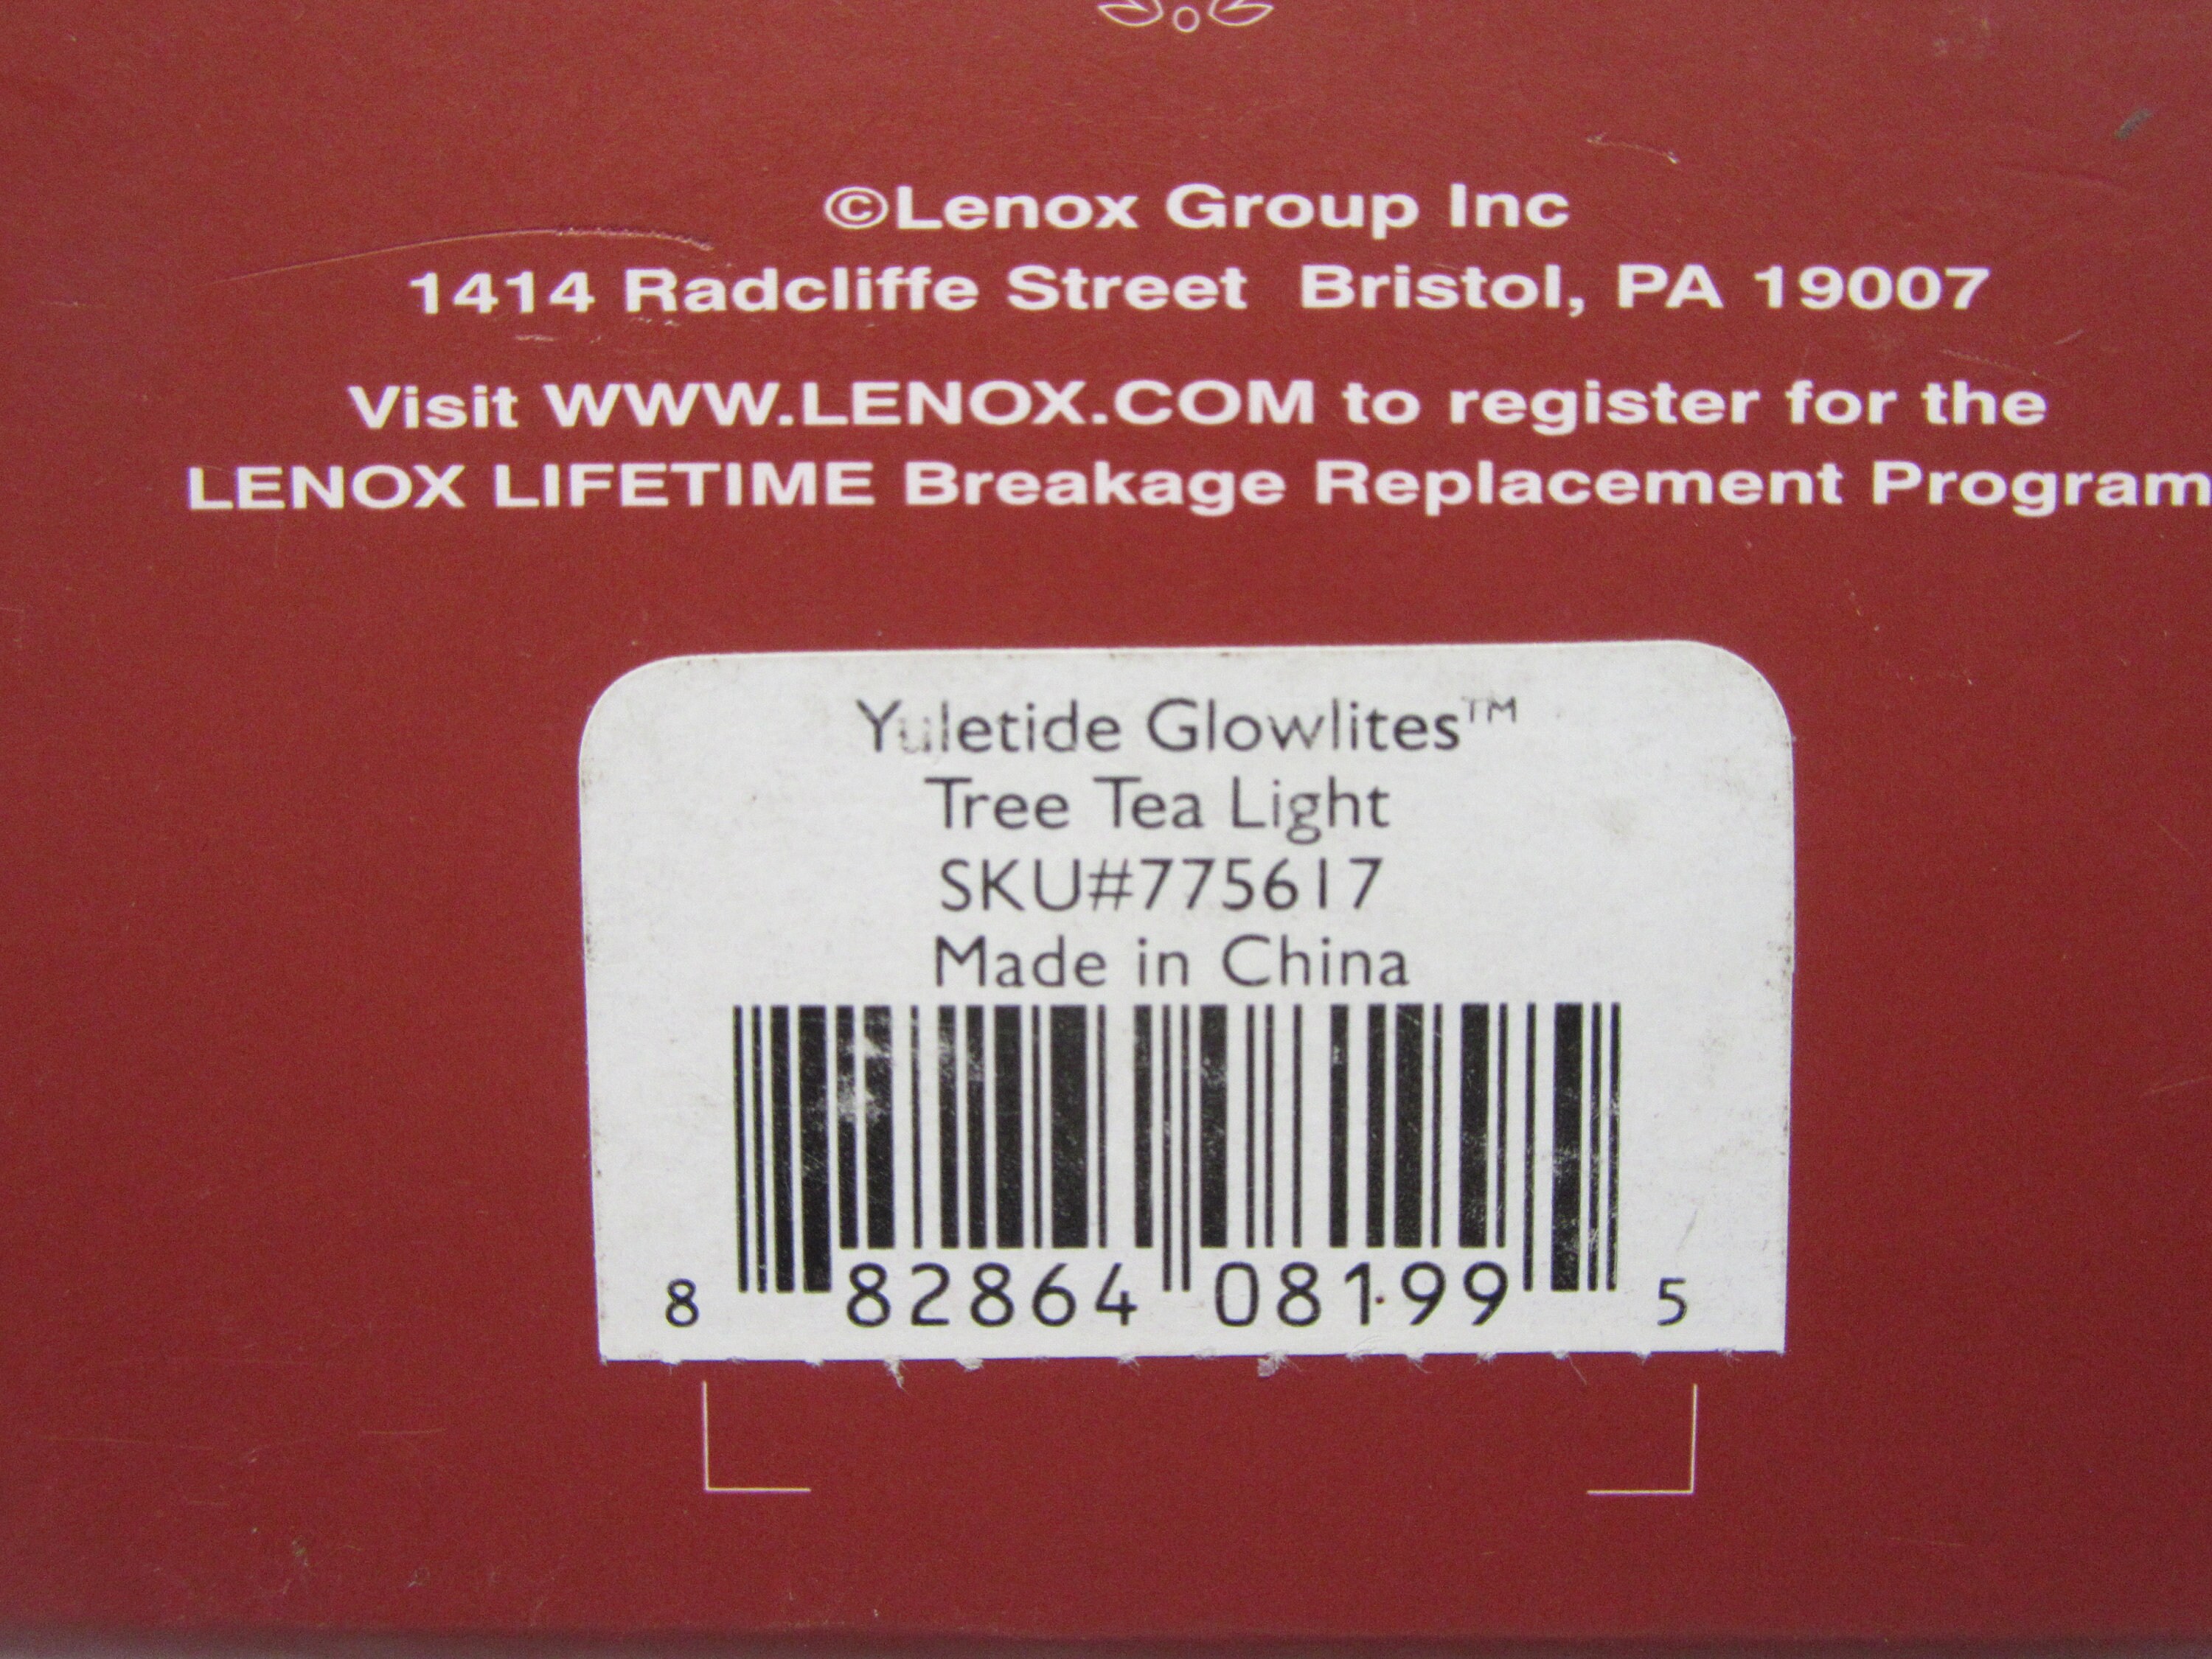 ©Lenox Group Inc
1414 Radcliffe Street Bristol, PA 19007
Visit WWW.LENOX.COM to register for the
LENOX LIFETIME Breakage Replacement Program
Yuletide Glowlites™
Tree Tea Light
SKU#775617
Made in China
8 82864 08199 5